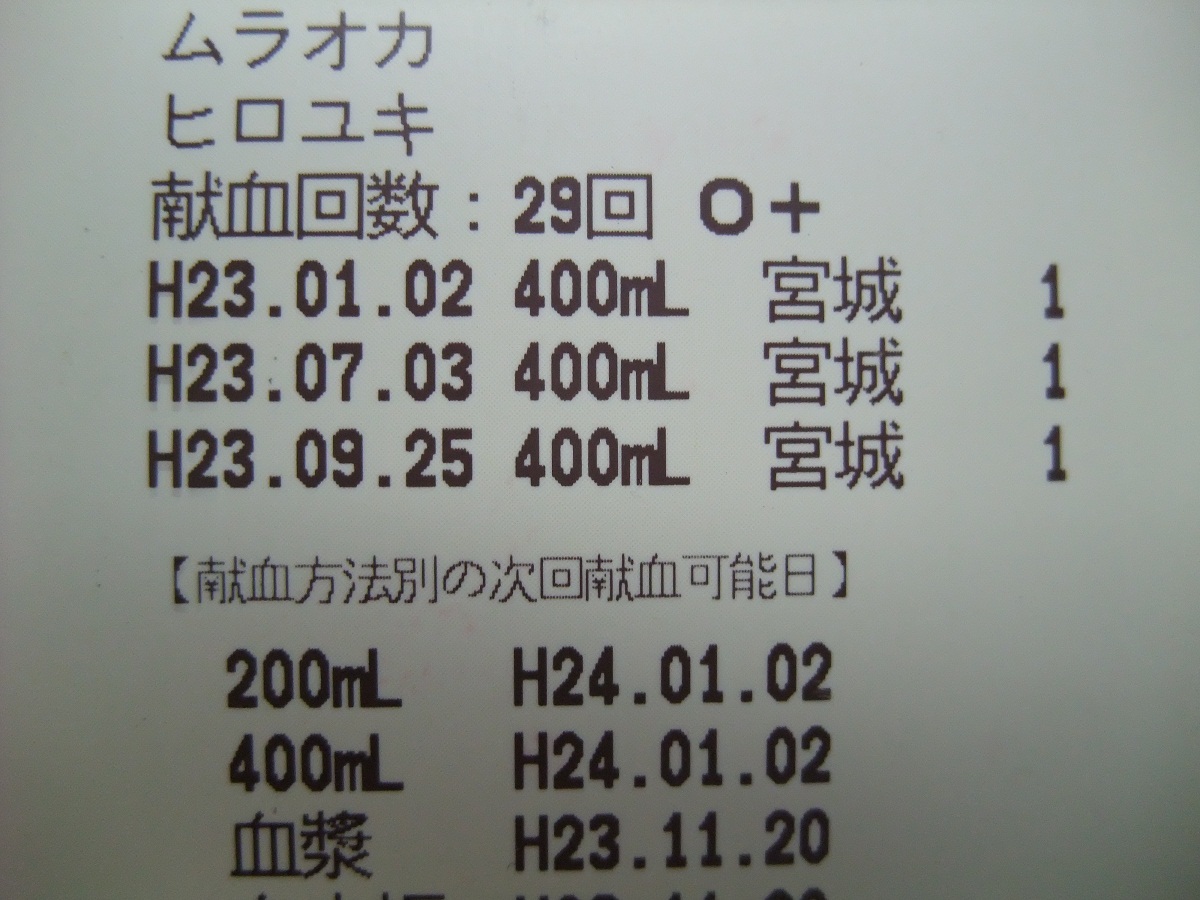 ムラオカ
ヒロユキ
献血回数：29回 O+
H23.01.02 400mL 宮城 1
H23.07.03 400mL 宮城 1
H23.09.25 400mL 宮城 1
【献血方法別の次回献血可能日】
200mL H24.01.02
400mL H24.01.02
血漿 H23.11.20